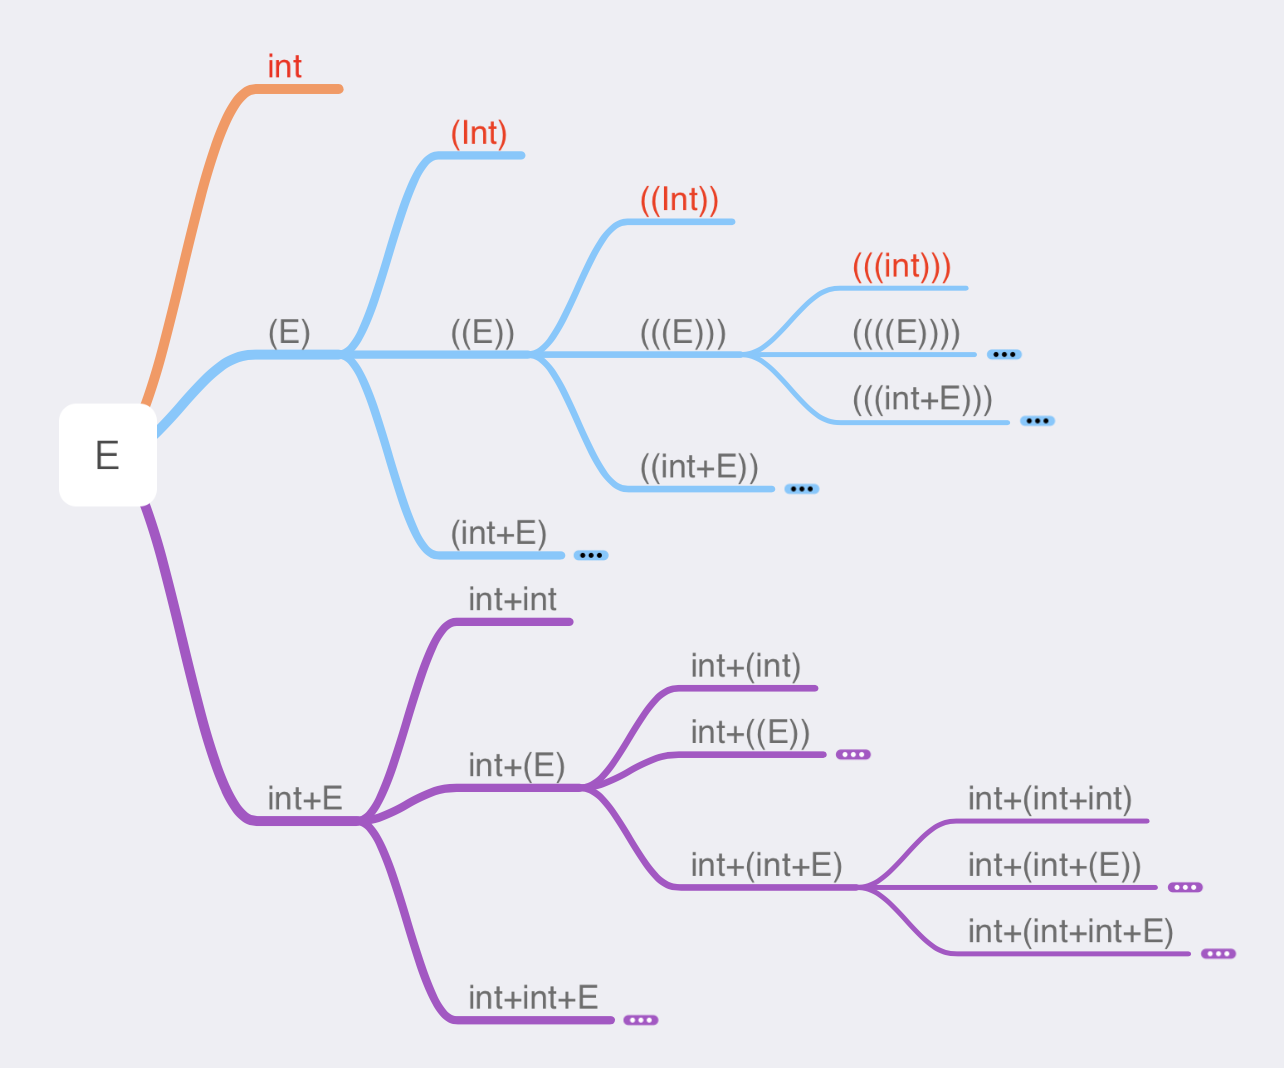 int
(Int)
((Int))
(((int)))
(E)
((E))
(((E)))
((((E))))
(((int+E)))
E
((int+E))
(int+E)
int+int
int+(int)
int+((E))
int+(E)
int+E
int+(int+int)
int+(int+E)
int+(int+(E))
int+(int+int+E)
int+int+E